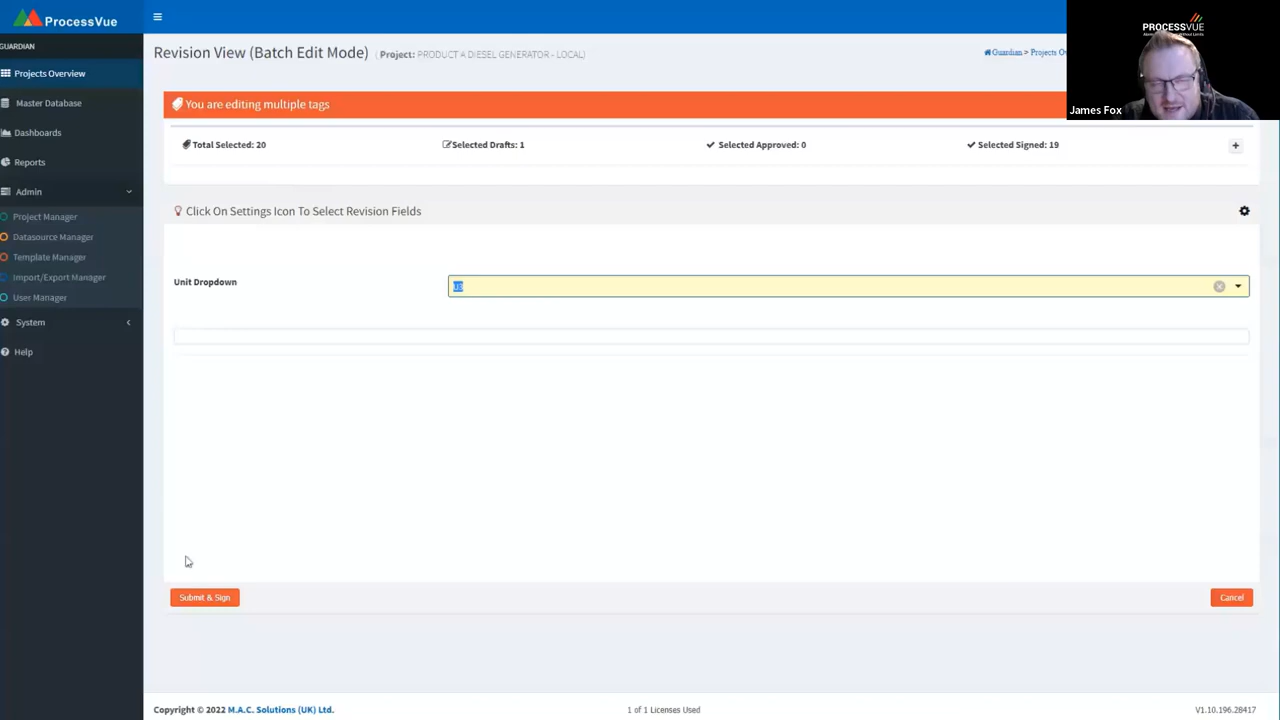 ProcessVue
GUARDIAN
Projects Overview
Master Database
Dashboards
Reports
Admin
Project Manager
Datasource Manager
Template Manager
Import/Export Manager
User Manager
System
Help
Revision View (Batch Edit Mode) ( Project: PRODUCT A DIESEL GENERATOR - LOCAL)
Guardian > Projects Ov
PROCESSVUE
James Fox
You are editing multiple tags
Total Selected: 20 Selected Drafts: 1 Selected Approved: 0 Selected Signed: 19
Click On Settings Icon To Select Revision Fields
Unit Dropdown
Submit & Sign
Cancel
Copyright © 2022 M.A.C. Solutions (UK) Ltd.
1 of 1 Licenses Used
V1.10.196.28417